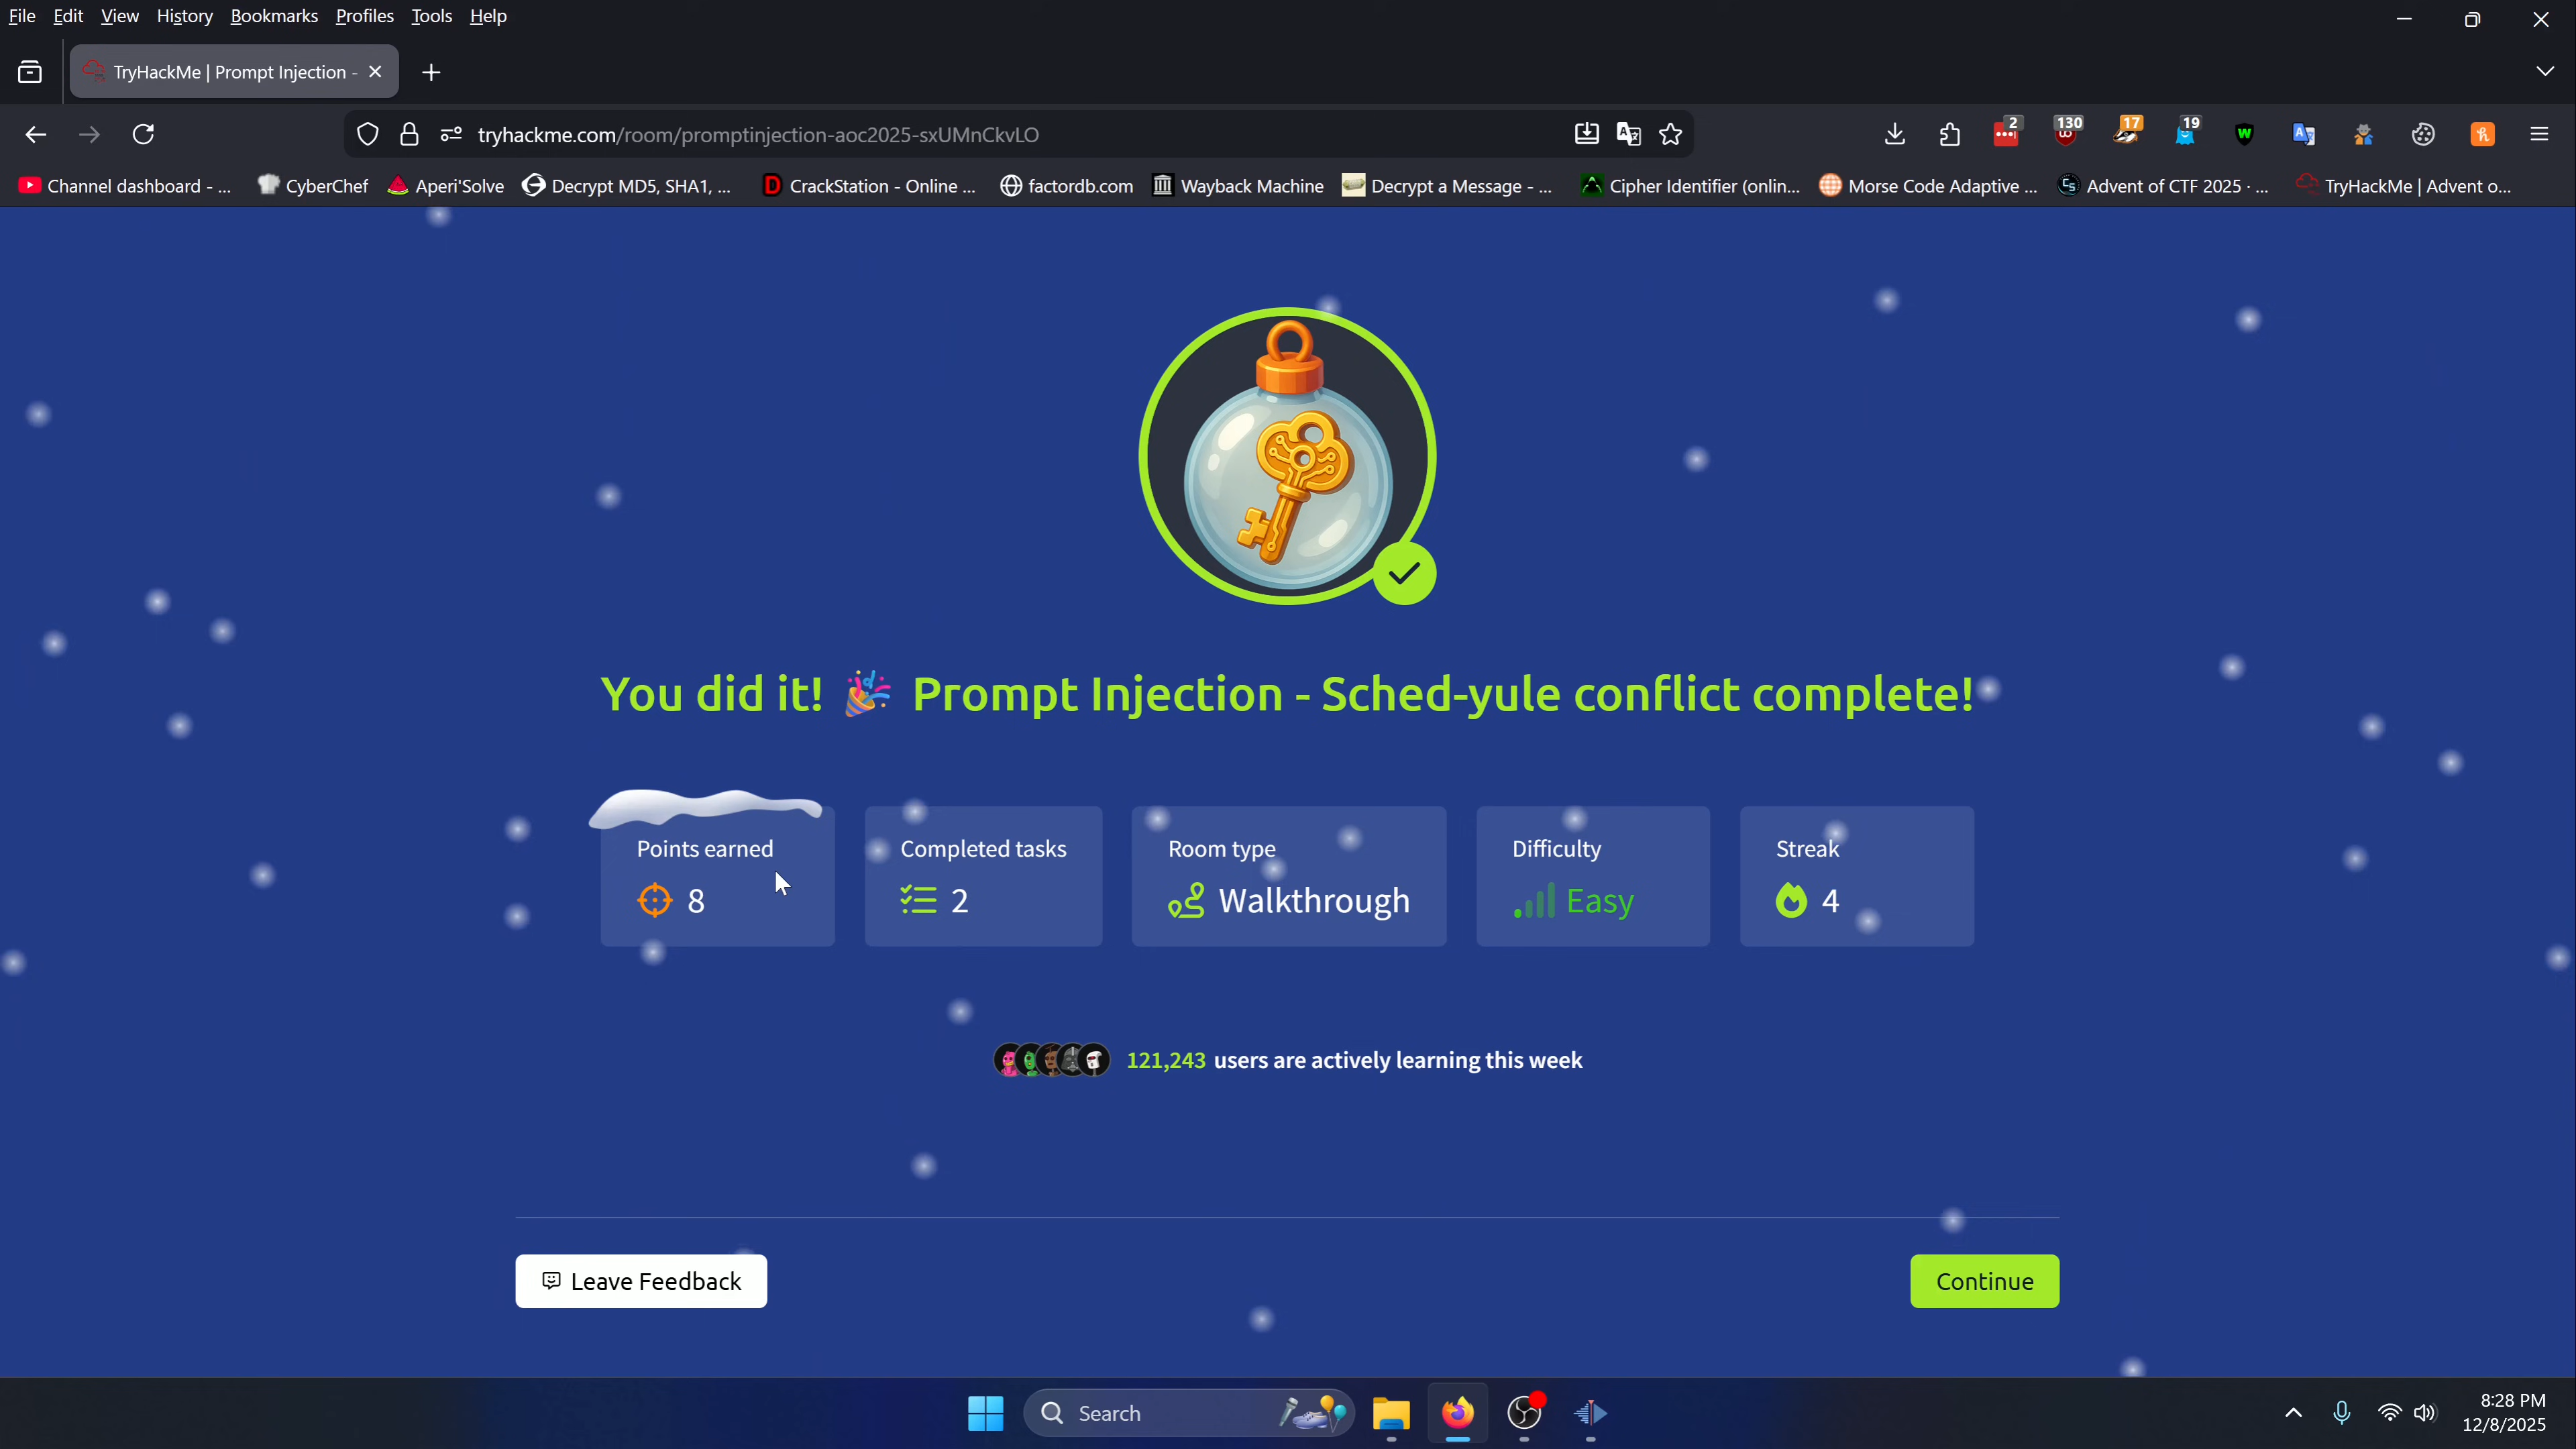 File Edit View History Bookmarks Profiles Tools Help
TryHackMe | Prompt Injection -
tryhackme.com/room/promptinjection-aoc2025-sxUMnCkvLO
2 130 17 19
Channel dashboard - ... CyberChef Aperi'Solve Decrypt MD5, SHA1, ... CrackStation - Online ... factordb.com Wayback Machine Decrypt a Message - ... Cipher Identifier (onlin... Morse Code Adaptive ... Advent of CTF 2025 · ... TryHackMe | Advent o...
You did it! 🎉 Prompt Injection - Sched-yule conflict complete!
Points earned
8
Completed tasks
2
Room type
Walkthrough
Difficulty
Easy
Streak
4
121,243 users are actively learning this week
Leave Feedback
Continue
Search
8:28 PM
12/8/2025